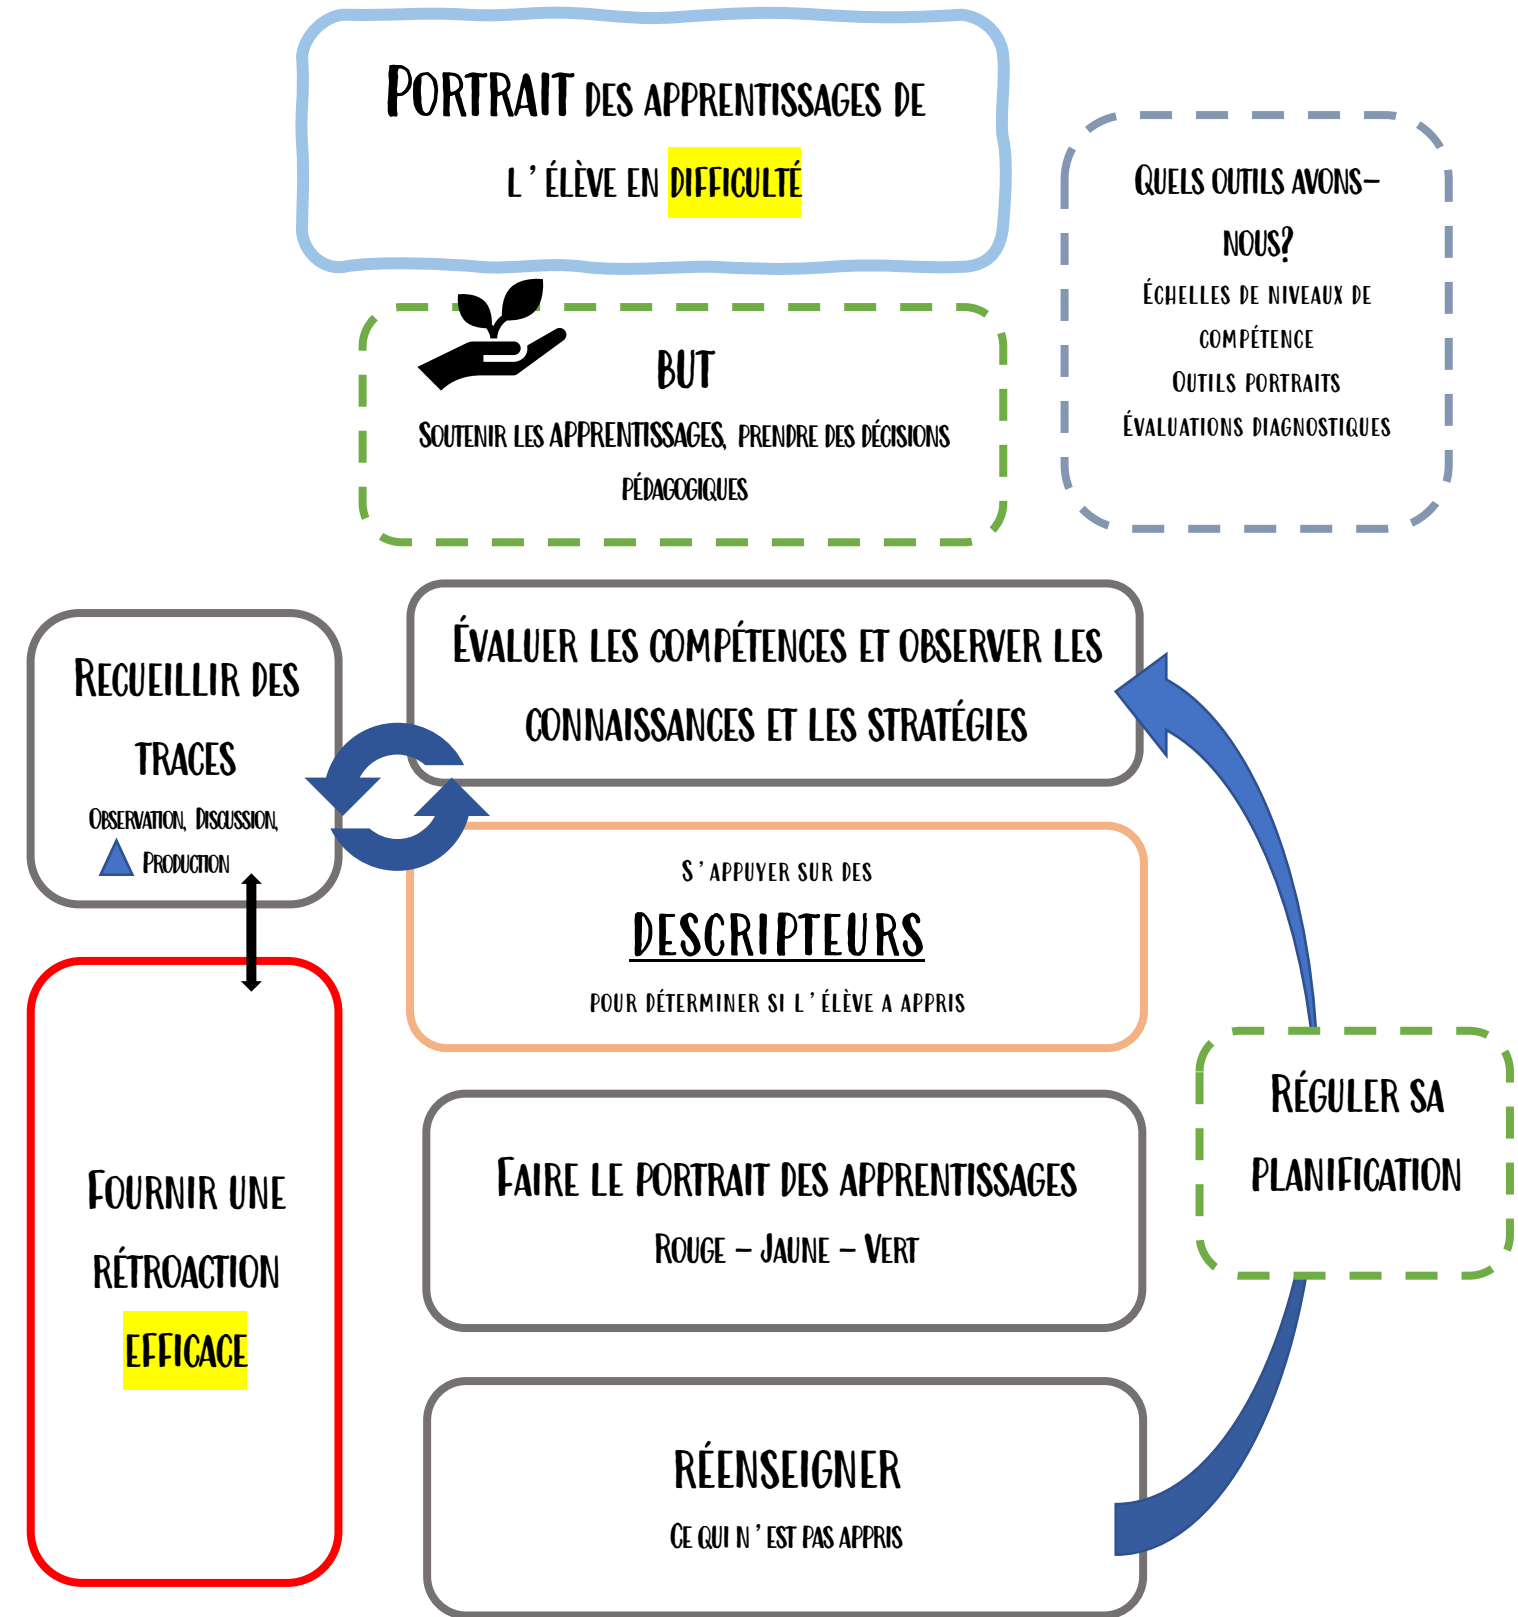 PORTRAIT DES APPRENTISSAGES DE
L'ÉLÈVE EN DIFFICULTÉ
QUELS OUTILS AVONS-
NOUS?
ÉCHELLES DE NIVEAUX DE
COMPÉTENCE
OUTILS PORTRAITS
ÉVALUATIONS DIAGNOSTIQUES
BUT
SOUTENIR LES APPRENTISSAGES, PRENDRE DES DÉCISIONS
PÉDAGOGIQUES
RECUEILLIR DES
TRACES
OBSERVATION, DISCUSSION,
PRODUCTION
ÉVALUER LES COMPÉTENCES ET OBSERVER LES
CONNAISSANCES ET LES STRATÉGIES
S'APPUYER SUR DES
DESCRIPTEURS
POUR DÉTERMINER SI L'ÉLÈVE A APPRIS
FOURNIR UNE
RÉTROACTION
EFFICACE
FAIRE LE PORTRAIT DES APPRENTISSAGES
ROUGE – JAUNE – VERT
RÉGULER SA
PLANIFICATION
RÉENSEIGNER
CE QUI N'EST PAS APPRIS